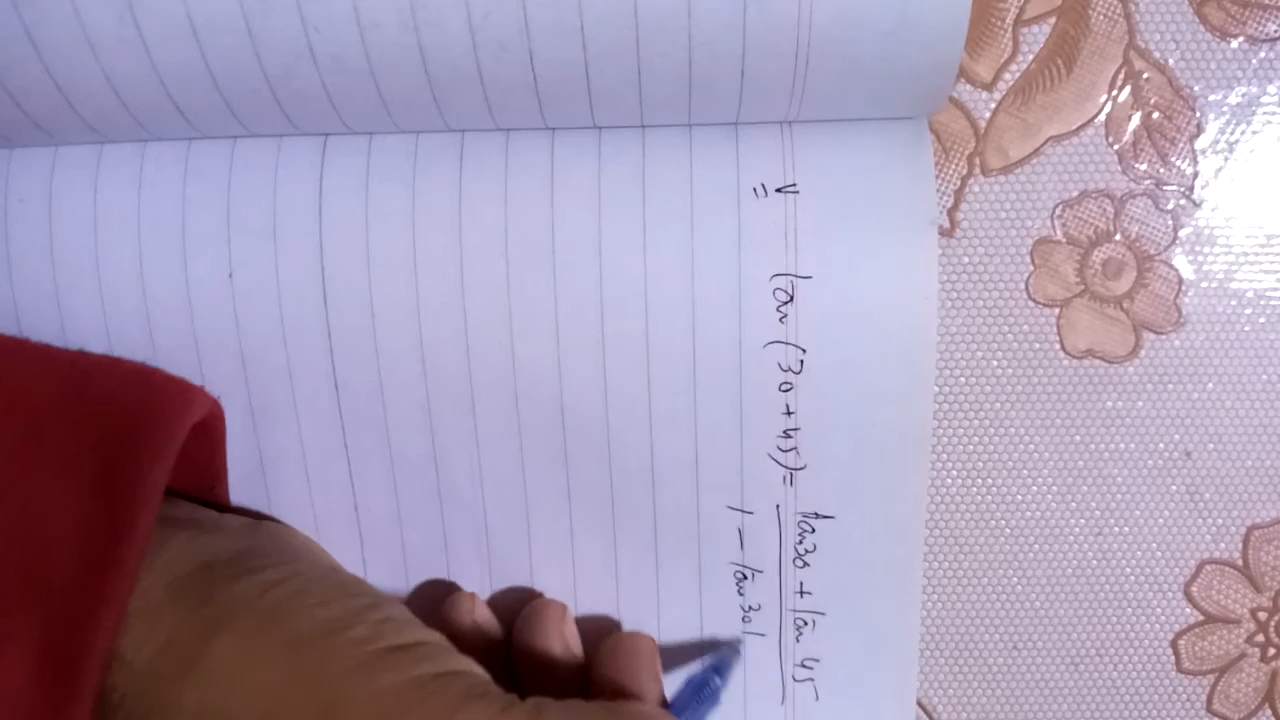 V tan (30+45)= tan30 + tan 45
= 1 - tan 30